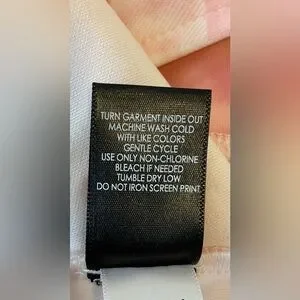 TURN GARMENT INSIDE OUT
MACHINE WASH COLD
WITH LIKE COLORS
GENTLE CYCLE
USE ONLY NON-CHLORINE
BLEACH IF NEEDED
TUMBLE DRY LOW
DO NOT IRON SCREEN PRINT